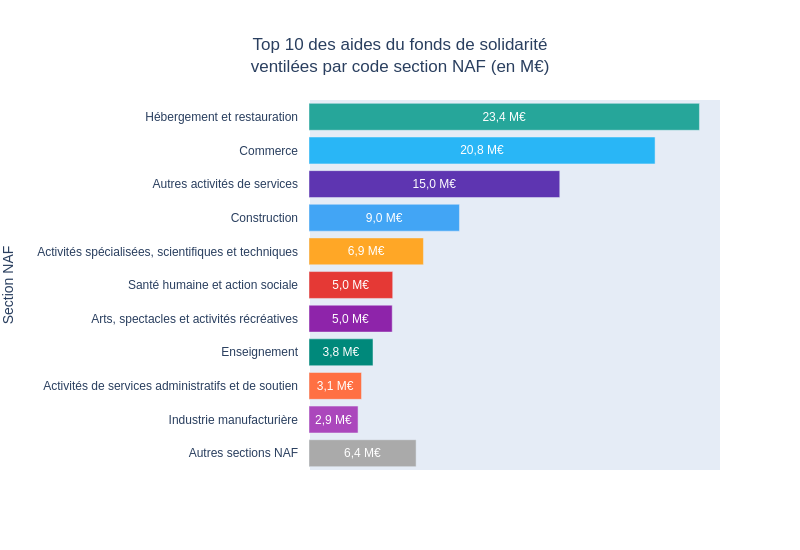 Top 10 des aides du fonds de solidarité
ventilées par code section NAF (en M€)
Section NAF
Hébergement et restauration 23,4 M€
Commerce 20,8 M€
Autres activités de services 15,0 M€
Construction 9,0 M€
Activités spécialisées, scientifiques et techniques 6,9 M€
Santé humaine et action sociale 5,0 M€
Arts, spectacles et activités récréatives 5,0 M€
Enseignement 3,8 M€
Activités de services administratifs et de soutien 3,1 M€
Industrie manufacturière 2,9 M€
Autres sections NAF 6,4 M€